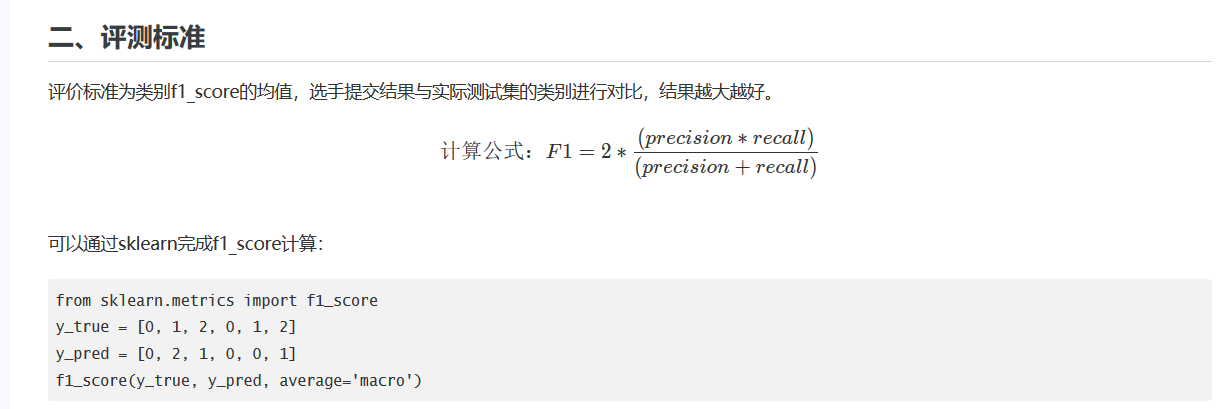 二、评测标准
评价标准为类别f1_score的均值，选手提交结果与实际测试集的类别进行对比，结果越大越好。
计算公式：F1 = 2 * (precision * recall) / (precision + recall)
可以通过sklearn完成f1_score计算：
from sklearn.metrics import f1_score
y_true = [0, 1, 2, 0, 1, 2]
y_pred = [0, 2, 1, 0, 0, 1]
f1_score(y_true, y_pred, average='macro')